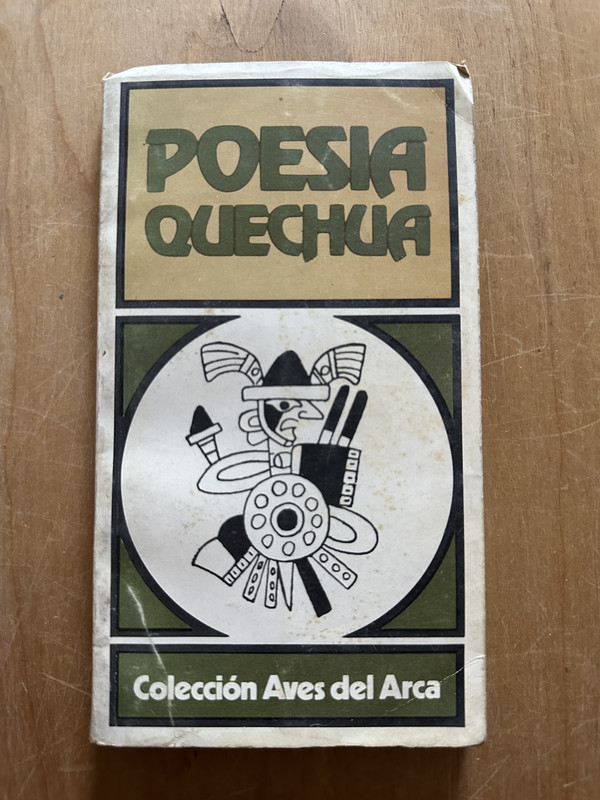 POESIA
QUECHUA
Colección Aves del Arca